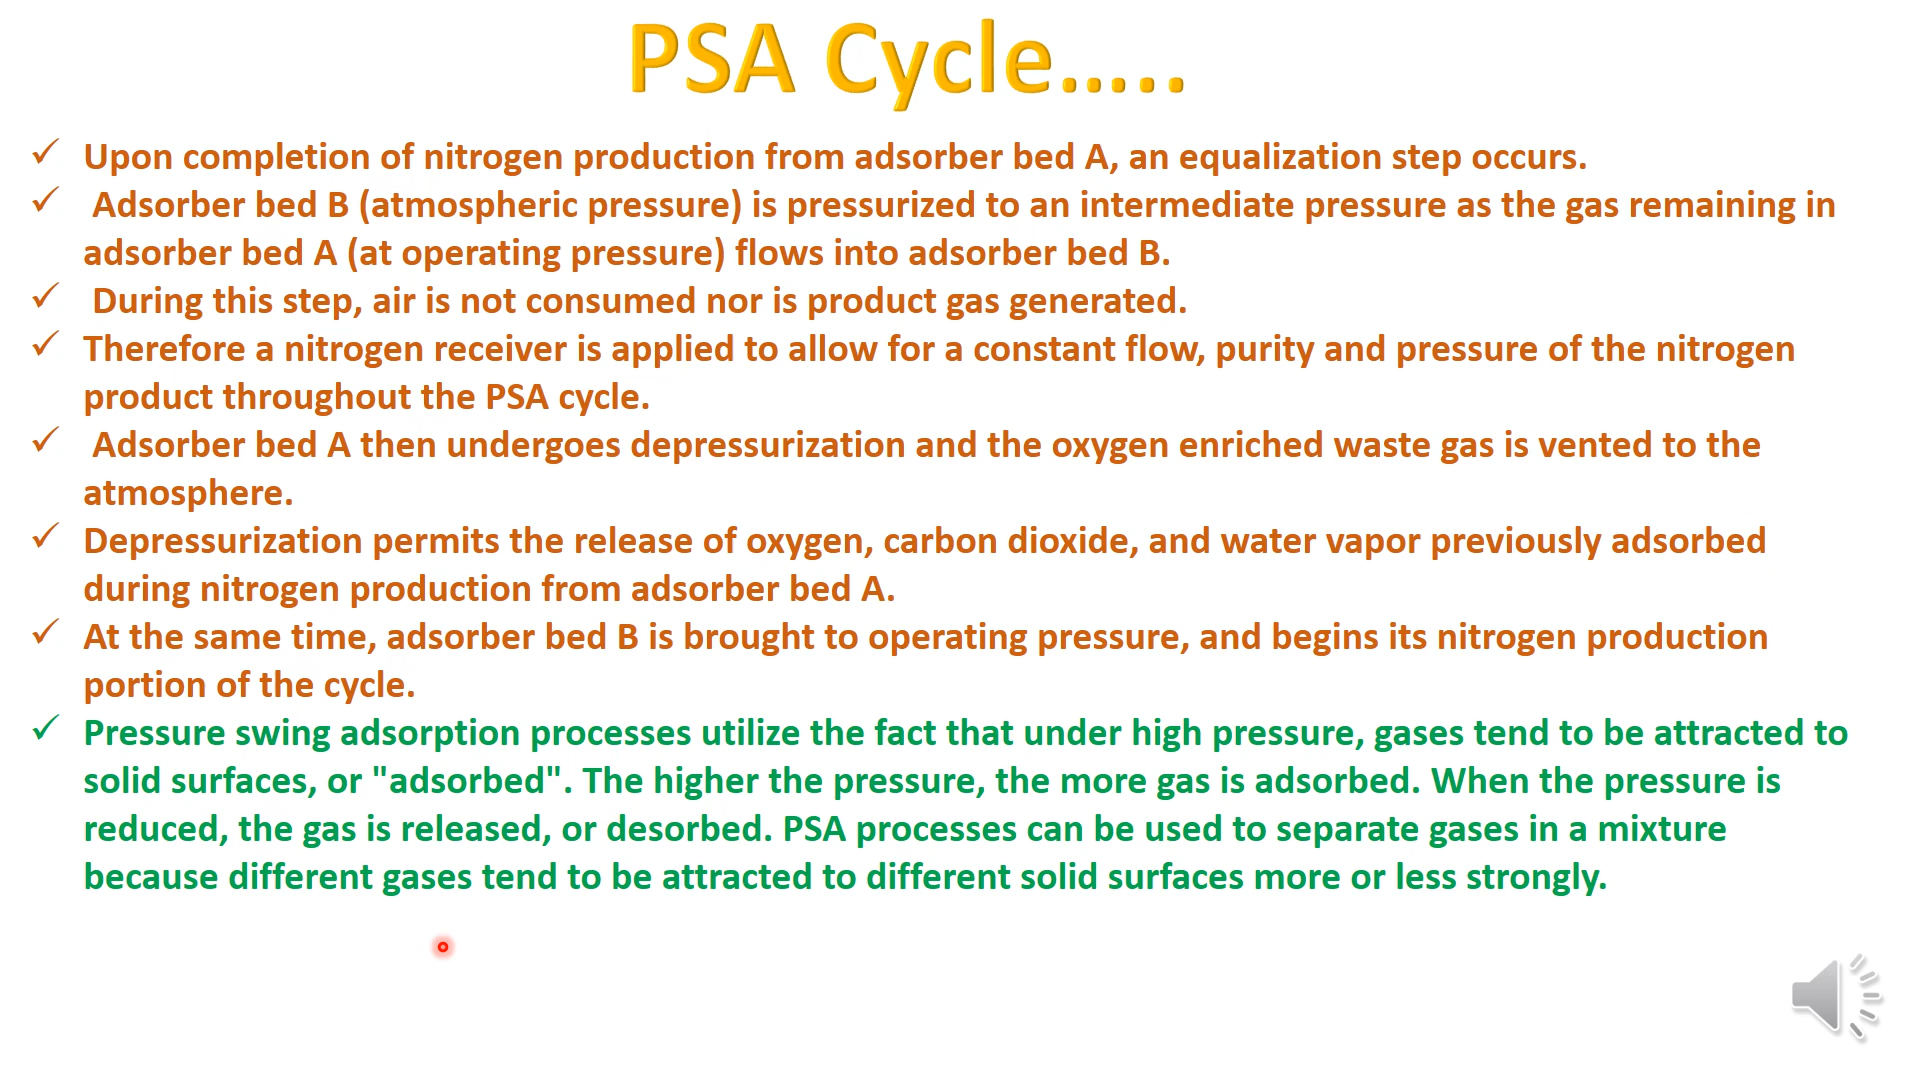 PSA Cycle.....
✓ Upon completion of nitrogen production from adsorber bed A, an equalization step occurs.
✓ Adsorber bed B (atmospheric pressure) is pressurized to an intermediate pressure as the gas remaining in
adsorber bed A (at operating pressure) flows into adsorber bed B.
✓ During this step, air is not consumed nor is product gas generated.
✓ Therefore a nitrogen receiver is applied to allow for a constant flow, purity and pressure of the nitrogen
product throughout the PSA cycle.
✓ Adsorber bed A then undergoes depressurization and the oxygen enriched waste gas is vented to the
atmosphere.
✓ Depressurization permits the release of oxygen, carbon dioxide, and water vapor previously adsorbed
during nitrogen production from adsorber bed A.
✓ At the same time, adsorber bed B is brought to operating pressure, and begins its nitrogen production
portion of the cycle.
✓ Pressure swing adsorption processes utilize the fact that under high pressure, gases tend to be attracted to
solid surfaces, or "adsorbed". The higher the pressure, the more gas is adsorbed. When the pressure is
reduced, the gas is released, or desorbed. PSA processes can be used to separate gases in a mixture
because different gases tend to be attracted to different solid surfaces more or less strongly.